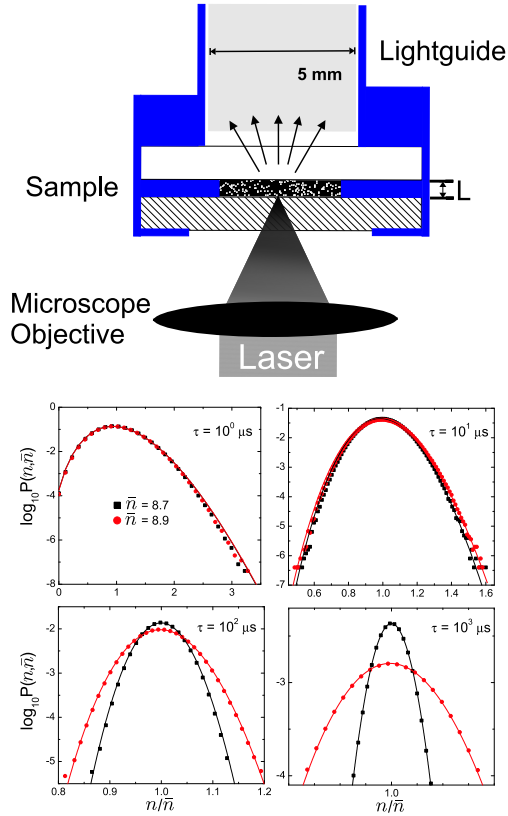 Lightguide
5 mm
Sample
L
Microscope
Objective
Laser
0
-2
-4
-6
-8
0
1
2
3
log₁₀P(n,n̄)
τ = 10⁰ μs
n̄ = 8.7
n̄ = 8.9
-1
-2
-3
-4
-5
-6
-7
0.6
0.8
1.0
1.2
1.4
1.6
τ = 10¹ μs
-2
-3
-4
-5
0.8
0.9
1.0
1.1
1.2
log₁₀P(n,n̄)
n/n̄
τ = 10² μs
-3
-4
1.0
n/n̄
τ = 10³ μs